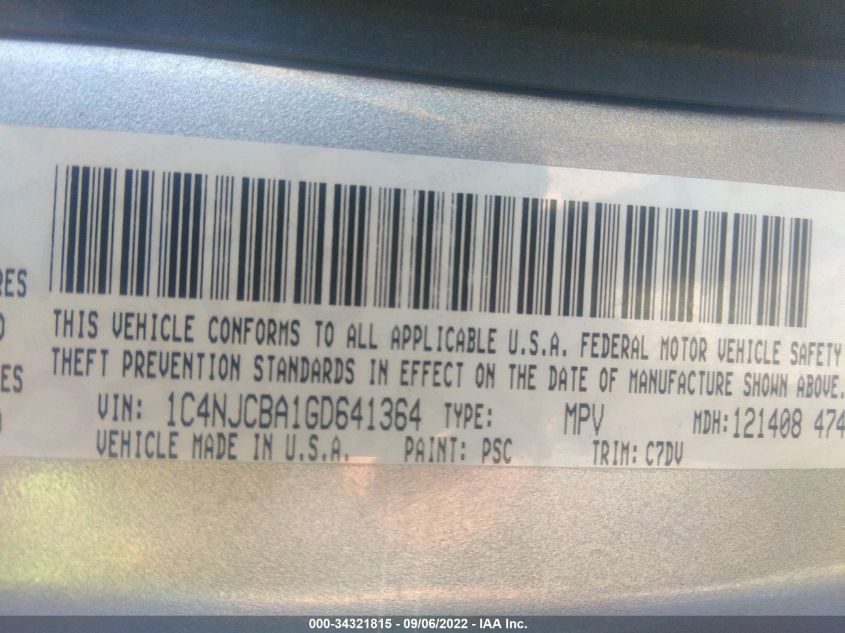 RES
THIS VEHICLE CONFORMS TO ALL APPLICABLE U.S.A. FEDERAL MOTOR VEHICLE SAFETY
THEFT PREVENTION STANDARDS IN EFFECT ON THE DATE OF MANUFACTURE SHOWN ABOVE.
ES
VIN: 1C4NJCBA1GD641364 TYPE: MPV MDH:121408 474
VEHICLE MADE IN U.S.A. PAINT: PSC TRIM: C7DV
000-34321815 - 09/06/2022 - IAA Inc.